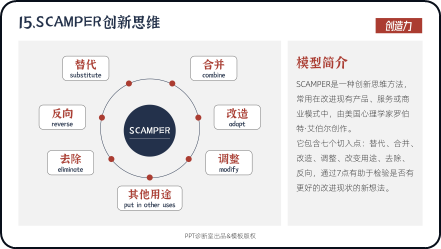 15.SCAMPER创新思维
创造力
替代
substitute
合并
combine
反向
reverse
改造
adapt
SCAMPER
去除
eliminate
调整
modify
其他用途
put in other uses
模型简介
SCAMPER是一种创新思维方法，
常用在改进现有产品、服务或商
业模式中，由美国心理学家罗伯
特·艾伯尔创作。
它包含七个切入点：替代、合并、
改造、调整、改变用途、去除、
反向，通过7点有助于检验是否有
更好的改进现状的新想法。
PPT诊断室出品&模板版权